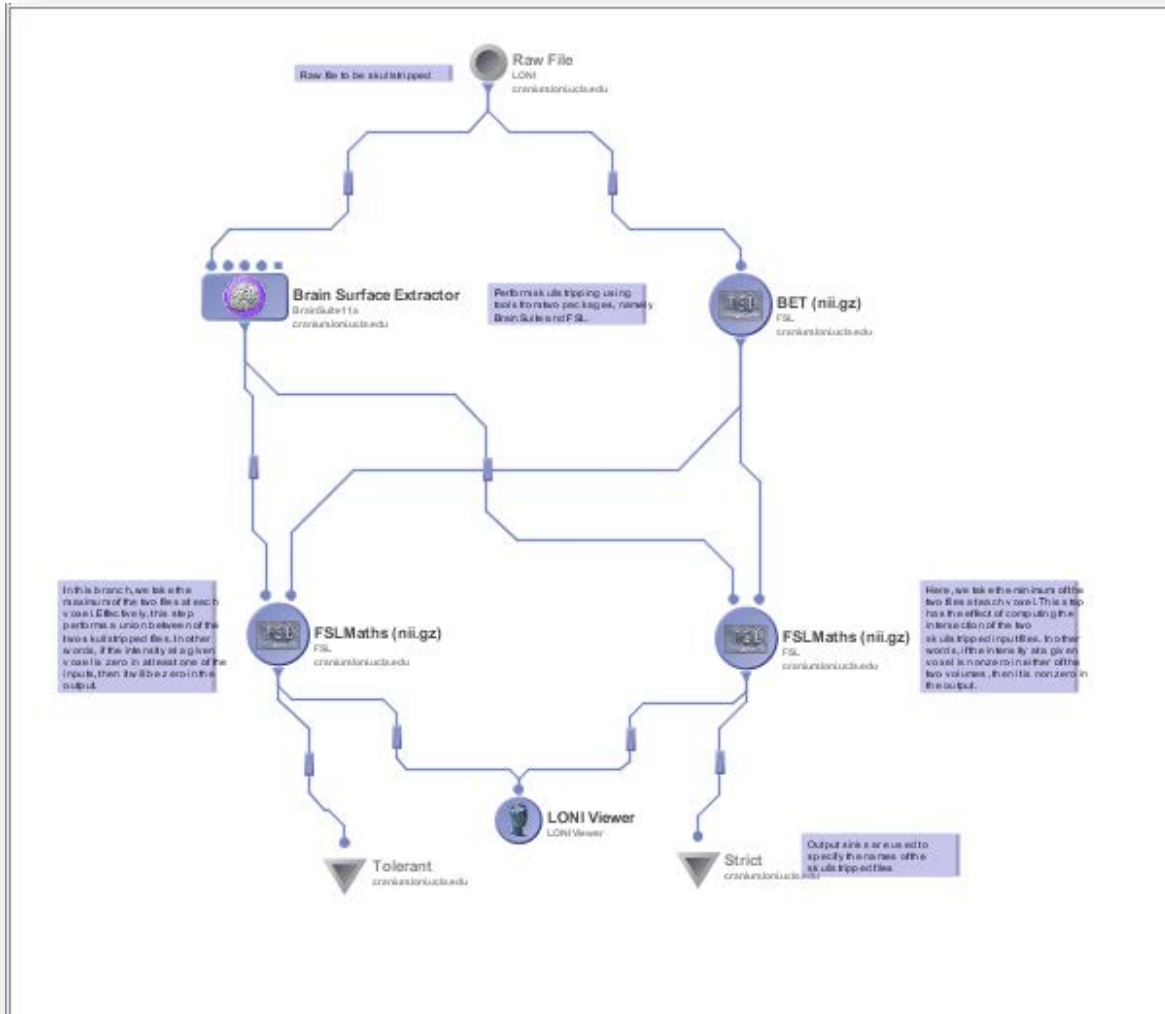 Raw File
LONI
cranium.loni.ucla.edu
Raw file to be skullstripped
Brain Surface Extractor
BrainSuite11a
cranium.loni.ucla.edu
Perform skullstripping using
tools from two packages, namely
BrainSuite and FSL.
BET (nii.gz)
FSL
cranium.loni.ucla.edu
In this branch, we take the
maximum of the two files at each
voxel. Effectively, this step
performs a union between of the
two skullstripped files. In other
words, if the intensity at a given
voxel is zero in at least one of the
inputs, then it will be zero in the
output.
FSLMaths (nii.gz)
FSL
cranium.loni.ucla.edu
FSLMaths (nii.gz)
FSL
cranium.loni.ucla.edu
Here, we take the minimum of the
two files at each voxel. This step
has the effect of computing the
intersection of the two
skullstripped input files. In other
words, if the intensity at a given
voxel is nonzero in either of the
two volumes, then it is nonzero in
the output.
LONI Viewer
LONI Viewer
Tolerant
cranium.loni.ucla.edu
Strict
cranium.loni.ucla.edu
Output sinks are used to
specify the names of the
skullstripped files